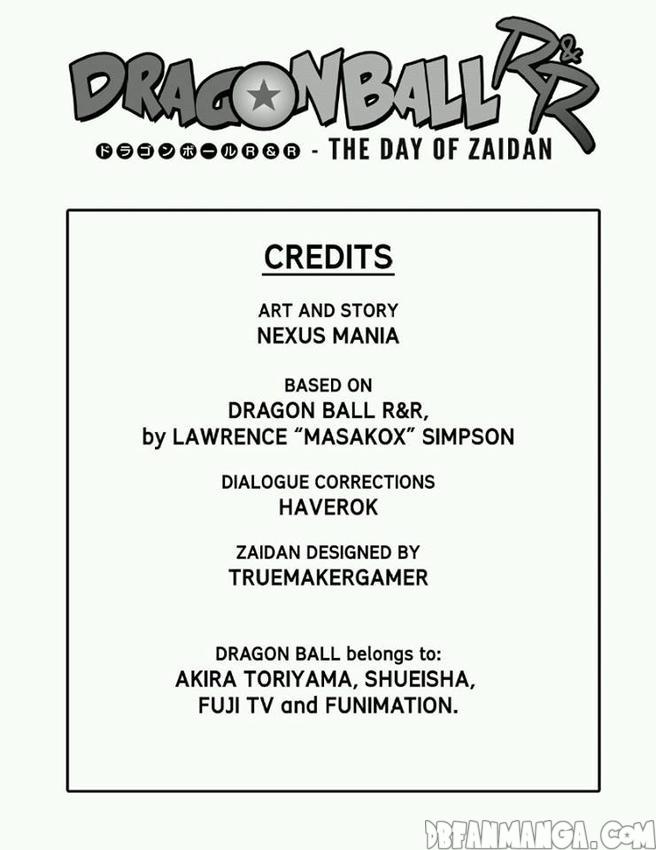 DRAGON BALL R&R
ドラゴンボールR&R - THE DAY OF ZAIDAN
CREDITS
ART AND STORY
NEXUS MANIA
BASED ON
DRAGON BALL R&R,
by LAWRENCE “MASAKOX” SIMPSON
DIALOGUE CORRECTIONS
HAVEROK
ZAIDAN DESIGNED BY
TRUEMAKERGAMER
DRAGON BALL belongs to:
AKIRA TORIYAMA, SHUEISHA,
FUJI TV and FUNIMATION.
DBFANMANGA.COM